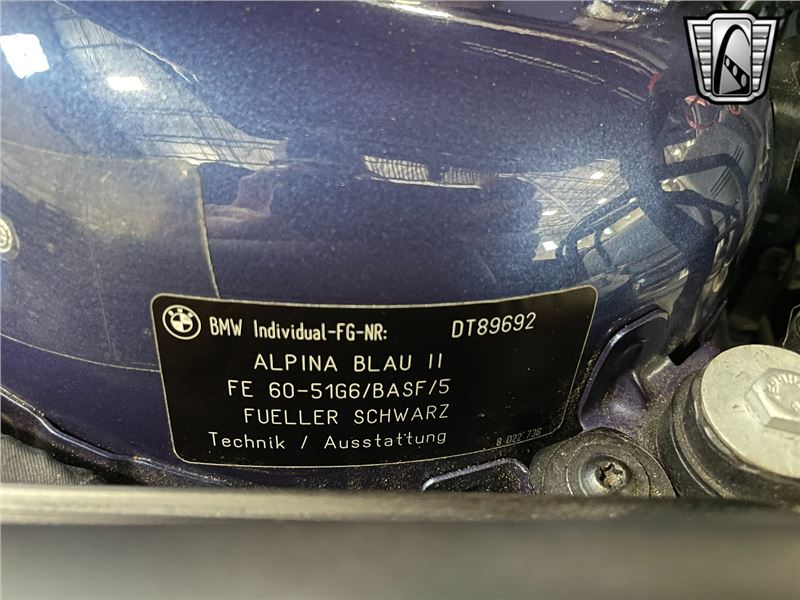 BMW Individual-FG-NR: DT89692
ALPINA BLAU II
FE 60-51G6/BASF/5
FUELLER SCHWARZ
Technik / Ausstattung
8 022 736